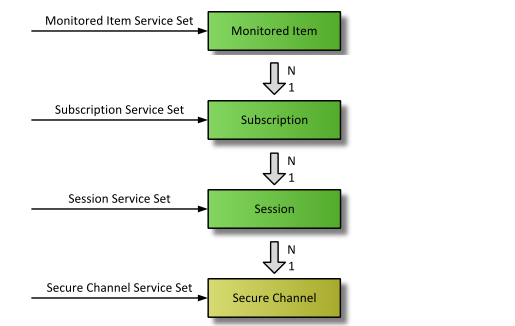 Monitored Item Service Set
Monitored Item
N
1
Subscription Service Set
Subscription
N
1
Session Service Set
Session
N
1
Secure Channel Service Set
Secure Channel